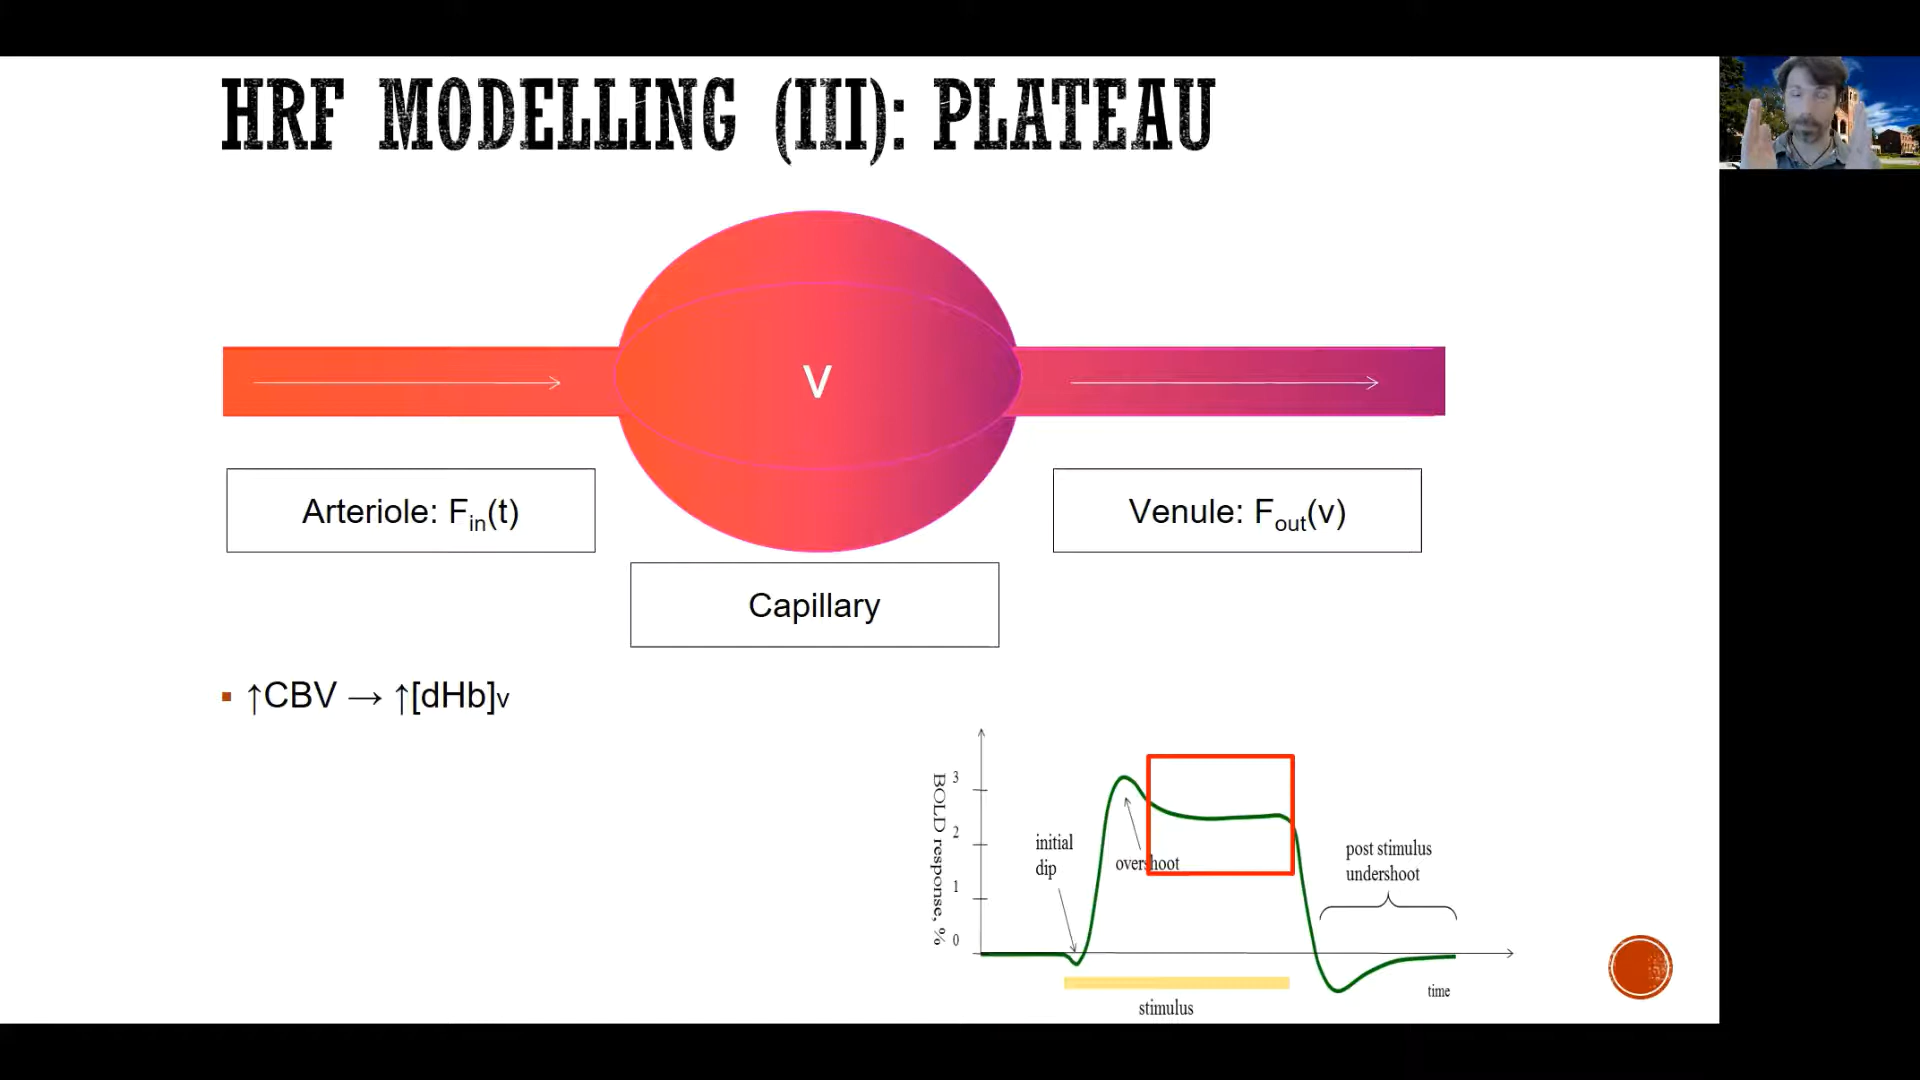 HRF MODELLING (III): PLATEAU
V
Arteriole: Fin(t)
Venule: Fout(v)
Capillary
▪ ↑CBV → ↑[dHb]v
BOLD response, %
3
2
1
0
initial
dip
overshoot
post stimulus
undershoot
time
stimulus